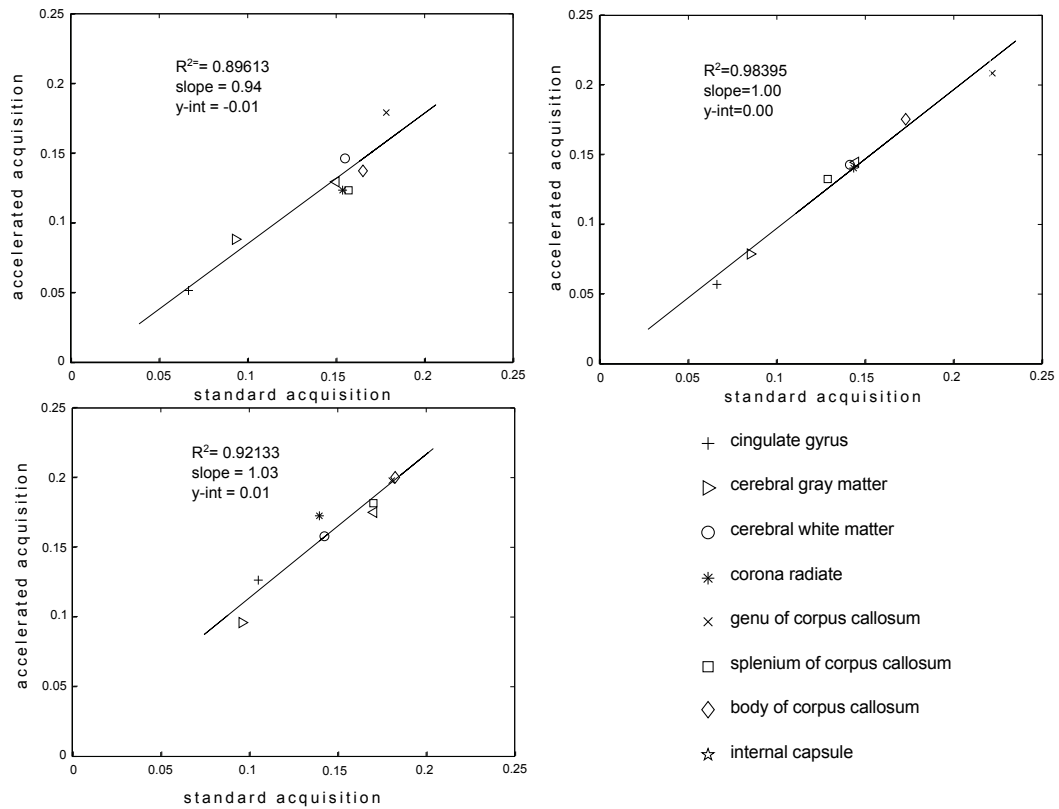 0.25
0.2
0.15
0.1
0.05
0
accelerated acquisition
R2= = 0.89613
slope = 0.94
y-int = -0.01
0 0.05 0.1 0.15 0.2 0.25
standard acquisition
0.25
0.2
0.15
0.1
0.05
0
accelerated acquisition
R2=0.98395
slope=1.00
y-int=0.00
0 0.05 0.1 0.15 0.2 0.25
standard acquisition
0.25
0.2
0.15
0.1
0.05
0
accelerated acquisition
R2= 0.92133
slope = 1.03
y-int = 0.01
0 0.05 0.1 0.15 0.2 0.25
standard acquisition
cingulate gyrus
cerebral gray matter
cerebral white matter
corona radiate
genu of corpus callosum
splenium of corpus callosum
body of corpus callosum
internal capsule